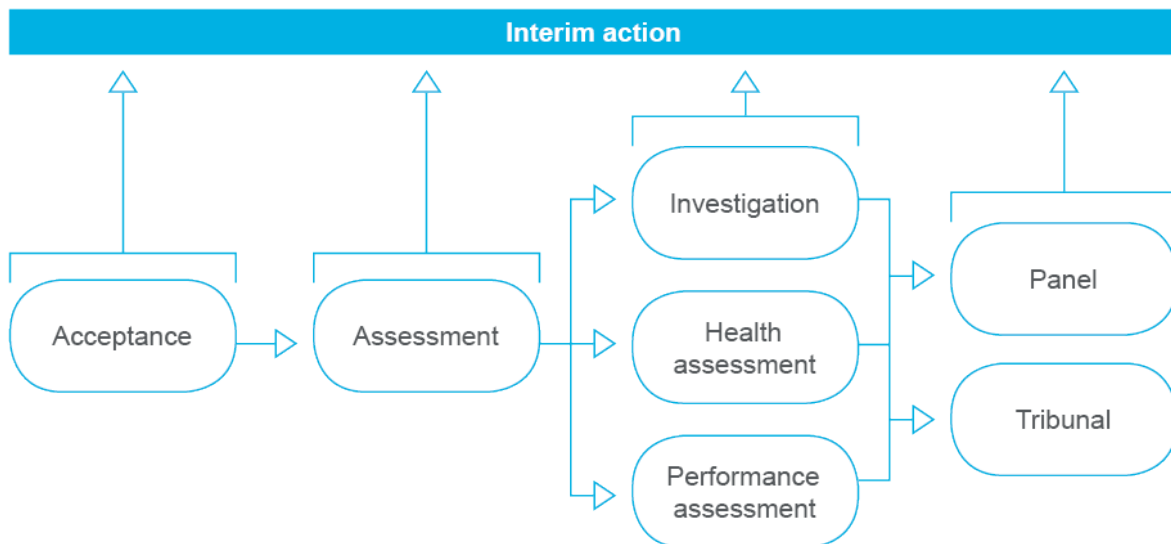 Interim action
Acceptance
Assessment
Investigation
Health
assessment
Performance
assessment
Panel
Tribunal